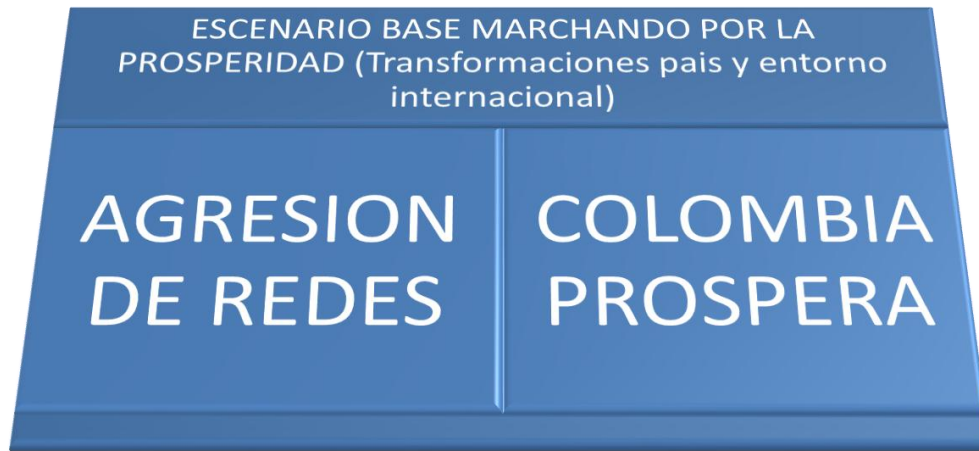 ESCENARIO BASE MARCHANDO POR LA
PROSPERIDAD (Transformaciones pais y entorno
internacional)
AGRESION
DE REDES
COLOMBIA
PROSPERA